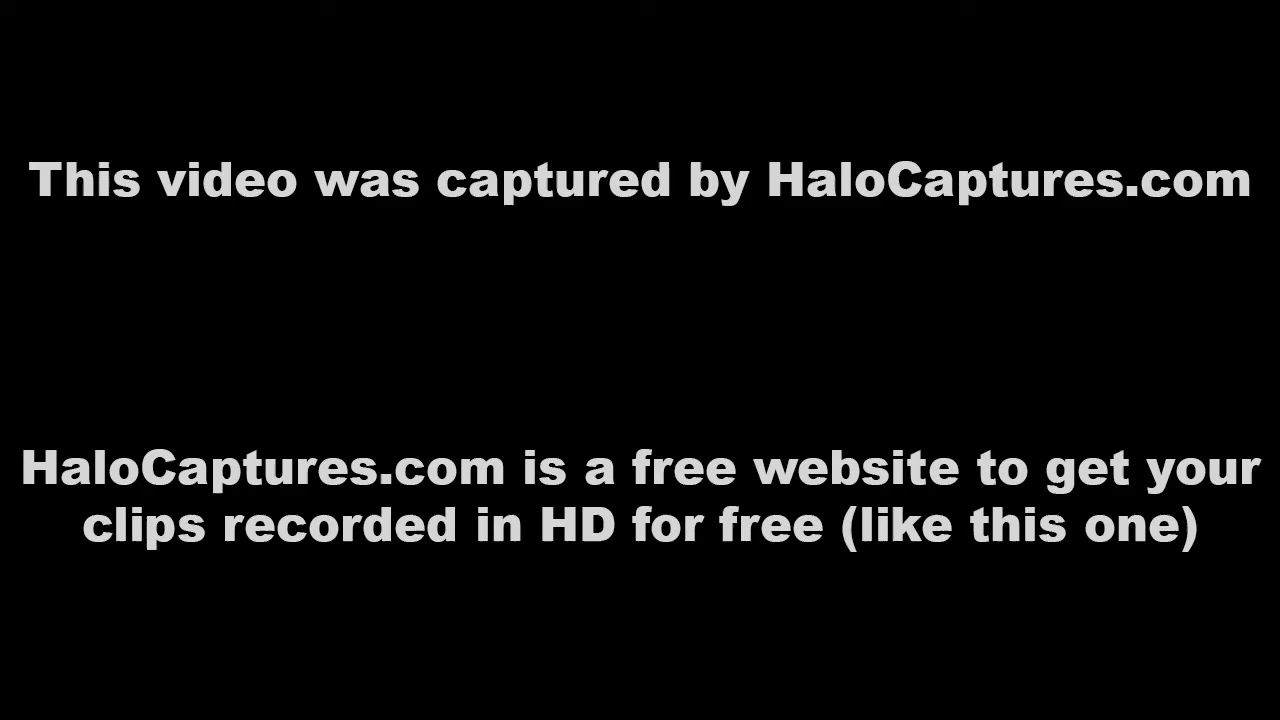 This video was captured by HaloCaptures.com
HaloCaptures.com is a free website to get your
clips recorded in HD for free (like this one)